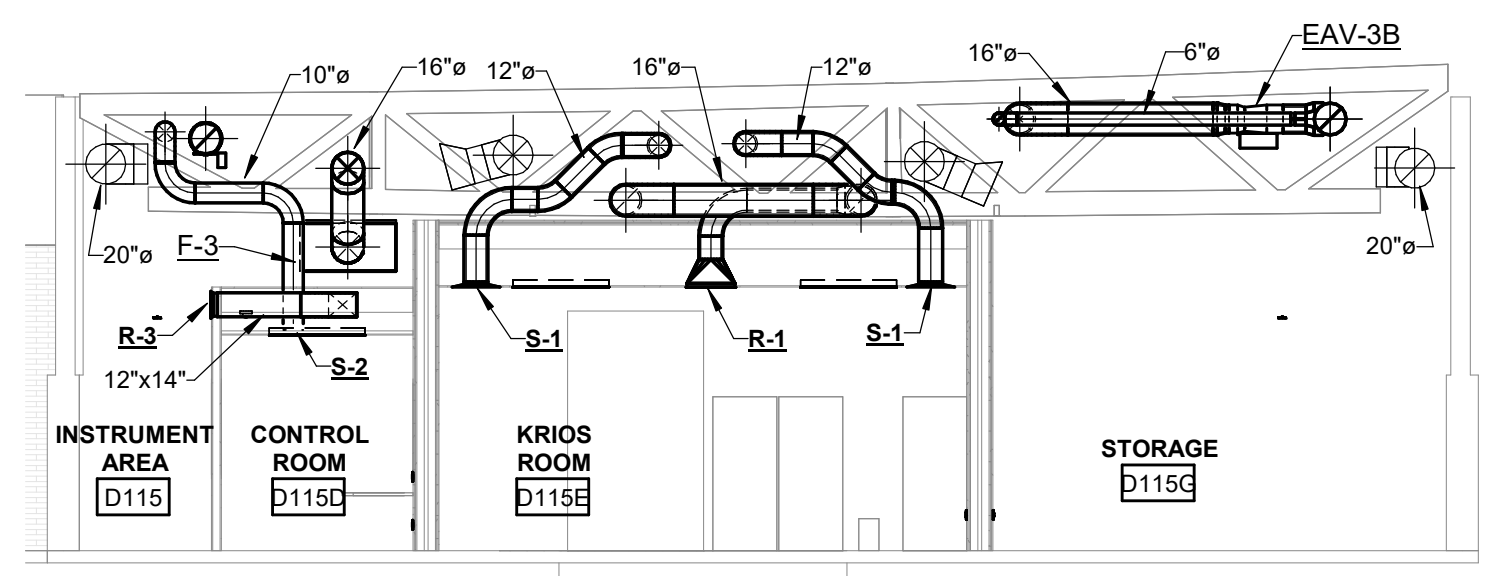 EAV-3B
16"ø
6"ø
10"ø
16"ø
12"ø
16"ø
12"ø
20"ø
F-3
20"ø
R-3
S-1
R-1
S-1
S-2
12"x14"
INSTRUMENT
AREA
D115
CONTROL
ROOM
D115D
KRIOS
ROOM
D115E
STORAGE
D115G